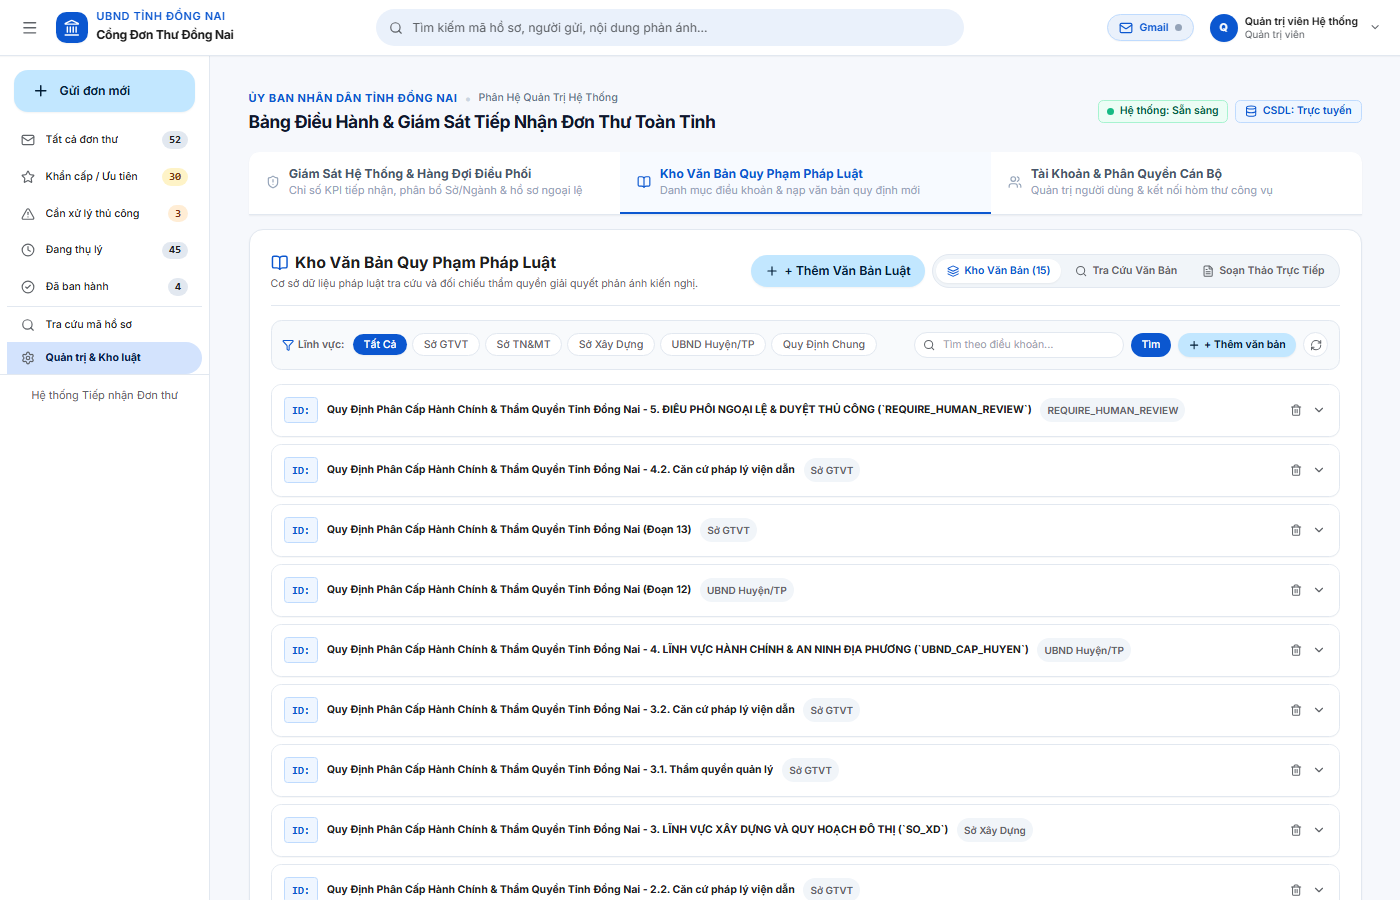 UBND TỈNH ĐỒNG NAI
Cổng Đơn Thư Đồng Nai
Tìm kiếm mã hồ sơ, người gửi, nội dung phản ánh...
Gmail
Q
Quản trị viên Hệ thống
Quản trị viên
Gửi đơn mới
Tất cả đơn thư 52
Khẩn cấp / Ưu tiên 30
Cần xử lý thủ công 3
Đang thụ lý 45
Đã ban hành 4
Tra cứu mã hồ sơ
Quản trị & Kho luật
Hệ thống Tiếp nhận Đơn thư
ỦY BAN NHÂN DÂN TỈNH ĐỒNG NAI
Phân Hệ Quản Trị Hệ Thống
Bảng Điều Hành & Giám Sát Tiếp Nhận Đơn Thư Toàn Tỉnh
Hệ thống: Sẵn sàng
CSDL: Trực tuyến
Giám Sát Hệ Thống & Hàng Đợi Điều Phối
Chỉ số KPI tiếp nhận, phân bổ Sở/Ngành & hồ sơ ngoại lệ
Kho Văn Bản Quy Phạm Pháp Luật
Danh mục điều khoản & nạp văn bản quy định mới
Tài Khoản & Phân Quyền Cán Bộ
Quản trị người dùng & kết nối hòm thư công vụ
Kho Văn Bản Quy Phạm Pháp Luật
Cơ sở dữ liệu pháp luật tra cứu và đối chiếu thẩm quyền giải quyết phản ánh kiến nghị.
+ Thêm Văn Bản Luật
Kho Văn Bản (15)
Tra Cứu Văn Bản
Soạn Thảo Trực Tiếp
Lĩnh vực:
Tất Cả
Sở GTVT
Sở TN&MT
Sở Xây Dựng
UBND Huyện/TP
Quy Định Chung
Tìm theo điều khoản...
Tìm
+ Thêm văn bản
ID: Quy Định Phân Cấp Hành Chính & Thẩm Quyền Tỉnh Đồng Nai - 5. ĐIỀU PHỐI NGOẠI LỆ & DUYỆT THỦ CÔNG (`REQUIRE_HUMAN_REVIEW`) REQUIRE_HUMAN_REVIEW
ID: Quy Định Phân Cấp Hành Chính & Thẩm Quyền Tỉnh Đồng Nai - 4.2. Căn cứ pháp lý viện dẫn Sở GTVT
ID: Quy Định Phân Cấp Hành Chính & Thẩm Quyền Tỉnh Đồng Nai (Đoạn 13) Sở GTVT
ID: Quy Định Phân Cấp Hành Chính & Thẩm Quyền Tỉnh Đồng Nai (Đoạn 12) UBND Huyện/TP
ID: Quy Định Phân Cấp Hành Chính & Thẩm Quyền Tỉnh Đồng Nai - 4. LĨNH VỰC HÀNH CHÍNH & AN NINH ĐỊA PHƯƠNG (`UBND_CAP_HUYEN`) UBND Huyện/TP
ID: Quy Định Phân Cấp Hành Chính & Thẩm Quyền Tỉnh Đồng Nai - 3.2. Căn cứ pháp lý viện dẫn Sở GTVT
ID: Quy Định Phân Cấp Hành Chính & Thẩm Quyền Tỉnh Đồng Nai - 3.1. Thẩm quyền quản lý Sở GTVT
ID: Quy Định Phân Cấp Hành Chính & Thẩm Quyền Tỉnh Đồng Nai - 3. LĨNH VỰC XÂY DỰNG VÀ QUY HOẠCH ĐÔ THỊ (`SO_XD`) Sở Xây Dựng
ID: Quy Định Phân Cấp Hành Chính & Thẩm Quyền Tỉnh Đồng Nai - 2.2. Căn cứ pháp lý viện dẫn Sở GTVT